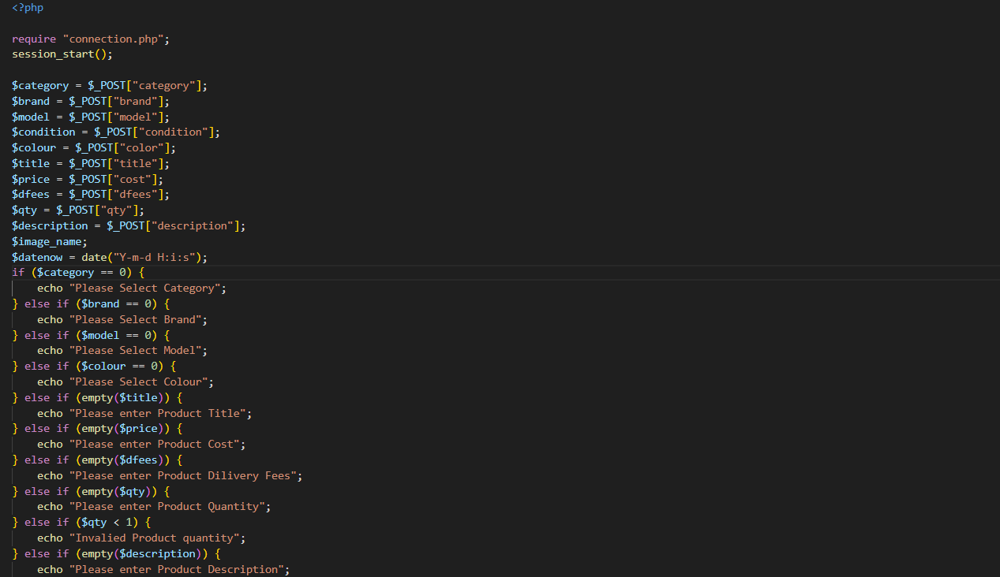 <?php
require "connection.php";
session_start();
$category = $_POST["category"];
$brand = $_POST["brand"];
$model = $_POST["model"];
$condition = $_POST["condition"];
$colour = $_POST["color"];
$title = $_POST["title"];
$price = $_POST["cost"];
$dfees = $_POST["dfees"];
$qty = $_POST["qty"];
$description = $_POST["description"];
$image_name;
$datenow = date("Y-m-d H:i:s");
if ($category == 0) {
    echo "Please Select Category";
} else if ($brand == 0) {
    echo "Please Select Brand";
} else if ($model == 0) {
    echo "Please Select Model";
} else if ($colour == 0) {
    echo "Please Select Colour";
} else if (empty($title)) {
    echo "Please enter Product Title";
} else if (empty($price)) {
    echo "Please enter Product Cost";
} else if (empty($dfees)) {
    echo "Please enter Product Dilivery Fees";
} else if (empty($qty)) {
    echo "Please enter Product Quantity";
} else if ($qty < 1) {
    echo "Invalied Product quantity";
} else if (empty($description)) {
    echo "Please enter Product Description";